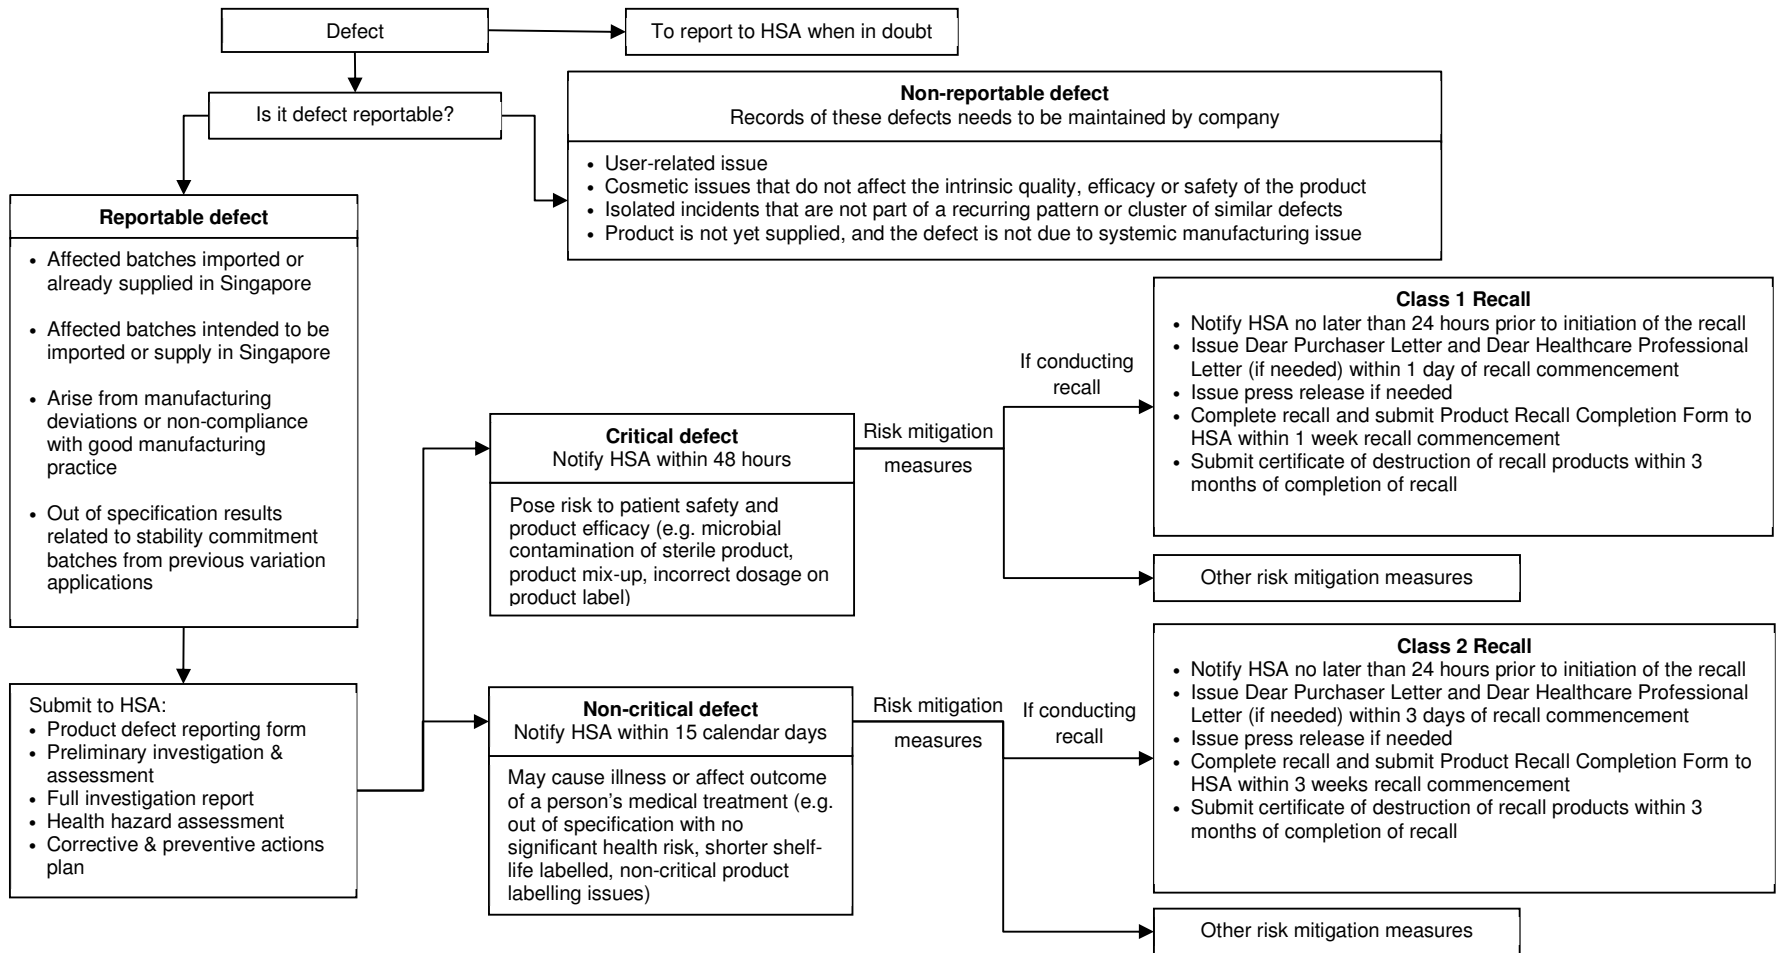 Defect
To report to HSA when in doubt
Is it defect reportable?
Non-reportable defect
Records of these defects needs to be maintained by company
• User-related issue
• Cosmetic issues that do not affect the intrinsic quality, efficacy or safety of the product
• Isolated incidents that are not part of a recurring pattern or cluster of similar defects
• Product is not yet supplied, and the defect is not due to systemic manufacturing issue
Reportable defect
• Affected batches imported or
already supplied in Singapore
• Affected batches intended to be
imported or supply in Singapore
• Arise from manufacturing
deviations or non-compliance
with good manufacturing
practice
• Out of specification results
related to stability commitment
batches from previous variation
applications
Submit to HSA:
• Product defect reporting form
• Preliminary investigation &
assessment
• Full investigation report
• Health hazard assessment
• Corrective & preventive actions
plan
Critical defect
Notify HSA within 48 hours
Pose risk to patient safety and
product efficacy (e.g. microbial
contamination of sterile product,
product mix-up, incorrect dosage on
product label)
Risk mitigation
measures
If conducting
recall
Class 1 Recall
• Notify HSA no later than 24 hours prior to initiation of the recall
• Issue Dear Purchaser Letter and Dear Healthcare Professional
Letter (if needed) within 1 day of recall commencement
• Issue press release if needed
• Complete recall and submit Product Recall Completion Form to
HSA within 1 week recall commencement
• Submit certificate of destruction of recall products within 3
months of completion of recall
Other risk mitigation measures
Non-critical defect
Notify HSA within 15 calendar days
May cause illness or affect outcome
of a person's medical treatment (e.g.
out of specification with no
significant health risk, shorter shelf-
life labelled, non-critical product
labelling issues)
Risk mitigation
measures
If conducting
recall
Class 2 Recall
• Notify HSA no later than 24 hours prior to initiation of the recall
• Issue Dear Purchaser Letter and Dear Healthcare Professional
Letter (if needed) within 3 days of recall commencement
• Issue press release if needed
• Complete recall and submit Product Recall Completion Form to
HSA within 3 weeks recall commencement
• Submit certificate of destruction of recall products within 3
months of completion of recall
Other risk mitigation measures